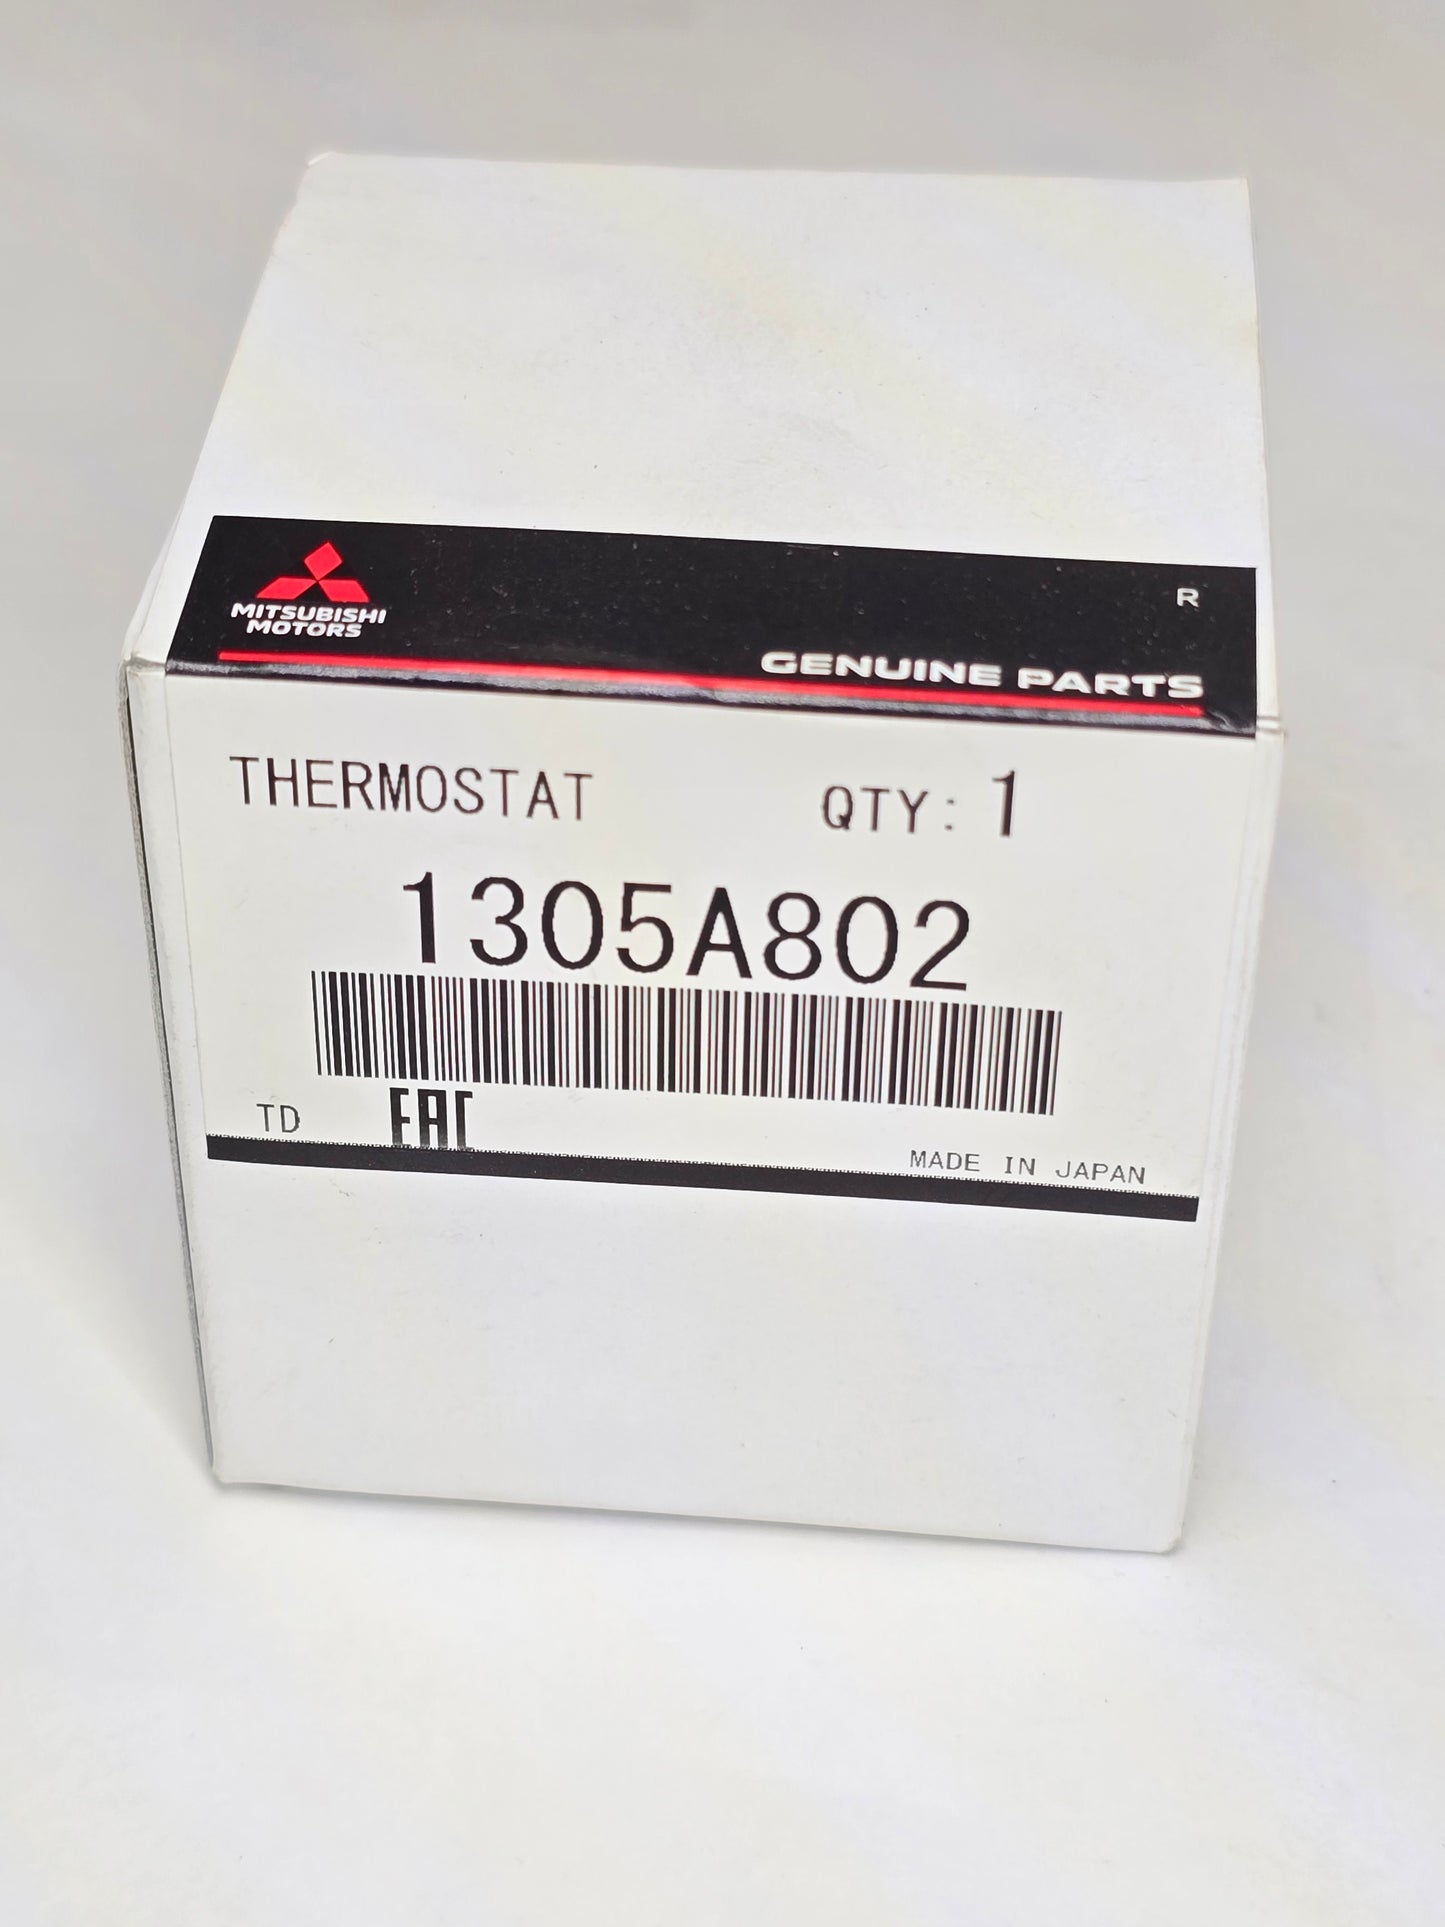 MITSUBISHI
MOTORS
R
GENUINE PARTS
THERMOSTAT QTY: 1
1305A802
TD EAC
MADE IN JAPAN